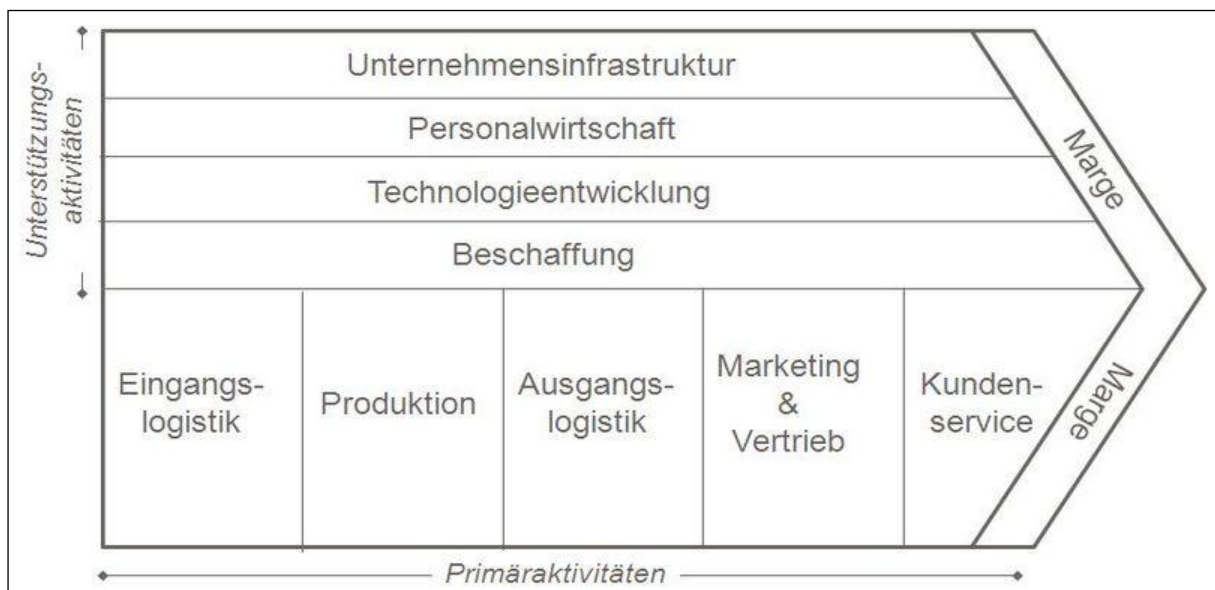 Unterstützungs-
aktivitäten
Unternehmensinfrastruktur
Personalwirtschaft
Technologieentwicklung
Beschaffung
Marge
Eingangs-
logistik
Produktion
Ausgangs-
logistik
Marketing
&
Vertrieb
Kunden-
service
Marge
Primäraktivitäten